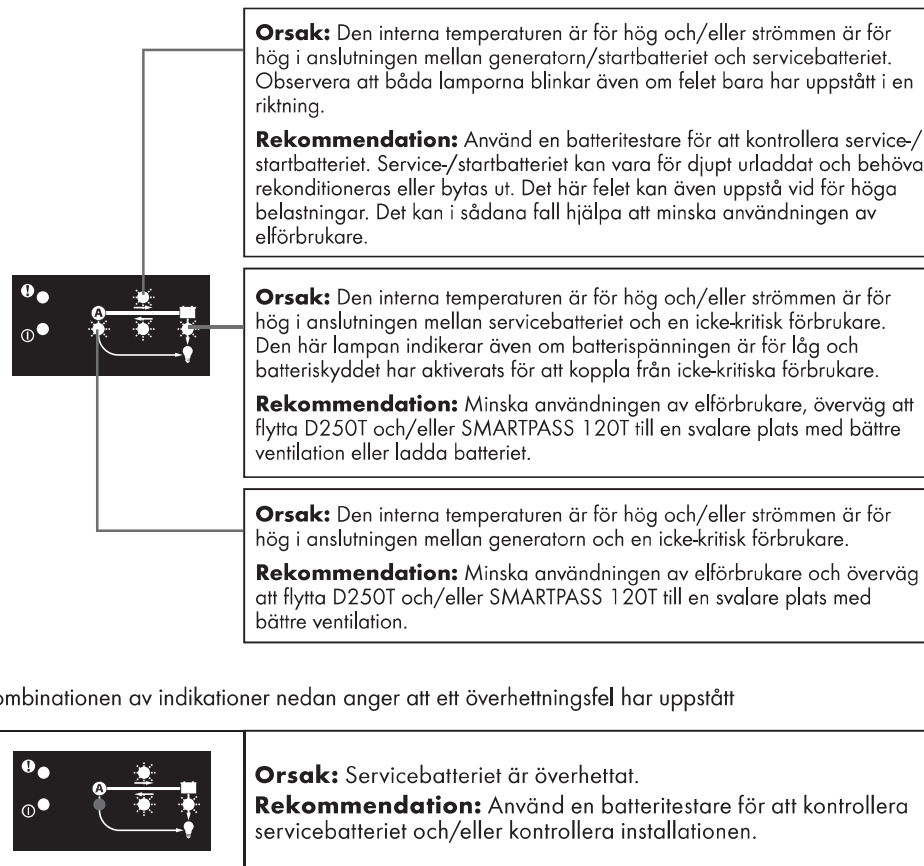 Orsak: Den interna temperaturen är för hög och/eller strömmen är för
hög i anslutningen mellan generatorn/startbatteriet och servicebatteriet.
Observera att båda lamporna blinkar även om felet bara har uppstått i en
riktning.
Rekommendation: Använd en batteritestare för att kontrollera service-/
startbatteriet. Service-/startbatteriet kan vara för djupt urladdat och behöva
rekonditioneras eller bytas ut. Det här felet kan även uppstå vid för höga
belastningar. Det kan i sådana fall hjälpa att minska användningen av
elförbrukare.
A
Orsak: Den interna temperaturen är för hög och/eller strömmen är för
hög i anslutningen mellan servicebatteriet och en icke-kritisk förbrukare.
Den här lampan indikerar även om batterispänningen är för låg och
batteriskyddet har aktiverats för att koppla från icke-kritiska förbrukare.
Rekommendation: Minska användningen av elförbrukare, överväg att
flytta D250T och/eller SMARTPASS 120T till en svalare plats med bättre
ventilation eller ladda batteriet.
Orsak: Den interna temperaturen är för hög och/eller strömmen är för
hög i anslutningen mellan generatorn och en icke-kritisk förbrukare.
Rekommendation: Minska användningen av elförbrukare och överväg
att flytta D250T och/eller SMARTPASS 120T till en svalare plats med
bättre ventilation.
ombinationen av indikationer nedan anger att ett överhettningsfel har uppstått
A
Orsak: Servicebatteriet är överhettat.
Rekommendation: Använd en batteritestare för att kontrollera
servicebatteriet och/eller kontrollera installationen.